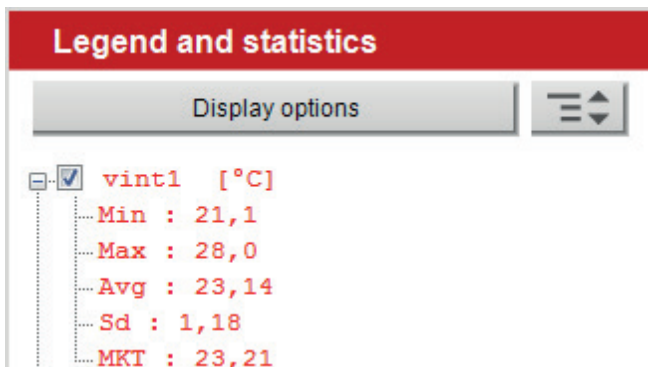 Legend and statistics
Display options
vint1 [°C]
Min : 21,1
Max : 28,0
Avg : 23,14
Sd : 1,18
MKT : 23,21